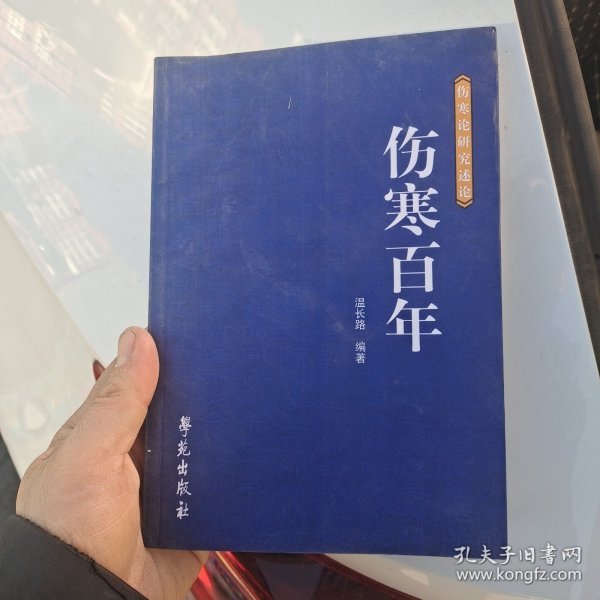 《伤寒论研究述论》
伤寒百年
温长路 编著
學苑出版社
孔夫子旧书网
www.kongfz.com